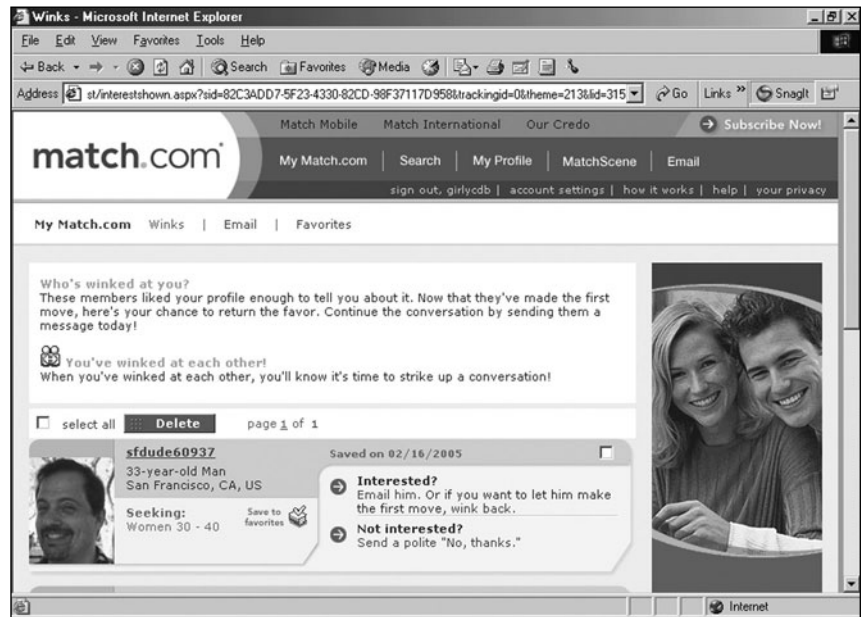 Winks - Microsoft Internet Explorer
File Edit View Favorites Tools Help
Back Search Favorites Media
Address st/interestshown.aspx?sid=82C3ADD7-5F23-4330-82CD-98F37117D958&trackingid=0&theme=213&lid=315 Go Links » SnagIt
Match Mobile Match International Our Credo Subscribe Now!
match.com
My Match.com | Search | My Profile | MatchScene | Email
sign out, girlycdb | account settings | how it works | help | your privacy
My Match.com Winks | Email | Favorites
Who's winked at you?
These members liked your profile enough to tell you about it. Now that they've made the first
move, here's your chance to return the favor. Continue the conversation by sending them a
message today!
You've winked at each other!
When you've winked at each other, you'll know it's time to strike up a conversation!
select all Delete page 1 of 1
sfdude60937
33-year-old Man
San Francisco, CA, US
Seeking:
Women 30 - 40
Save to
favorites
Saved on 02/16/2005
Interested?
Email him. Or if you want to let him make
the first move, wink back.
Not interested?
Send a polite "No, thanks."
Internet